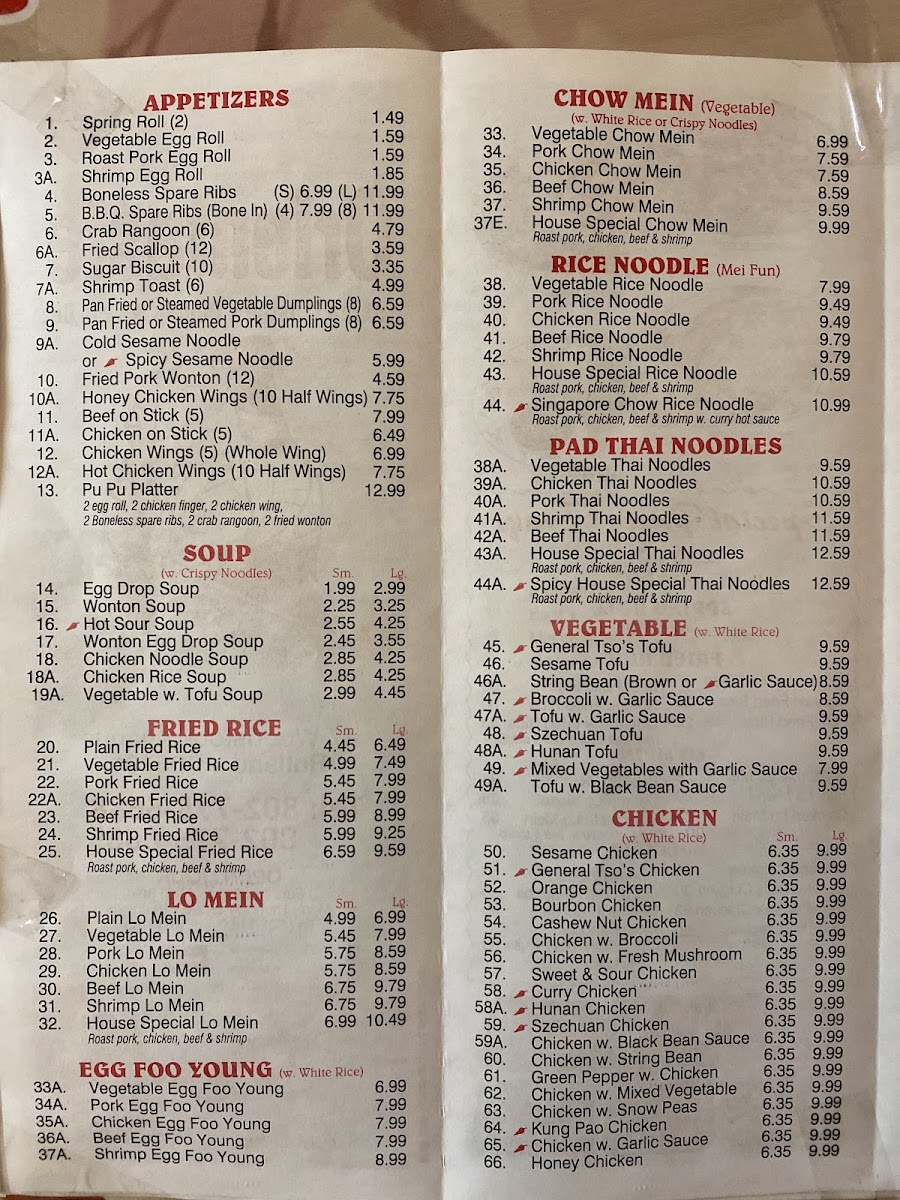 APPETIZERS
1. Spring Roll (2) 1.49
2. Vegetable Egg Roll 1.59
3. Roast Pork Egg Roll 1.59
3A. Shrimp Egg Roll 1.85
4. Boneless Spare Ribs (S) 6.99 (L) 11.99
5. B.B.Q. Spare Ribs (Bone In) (4) 7.99 (8) 11.99
6. Crab Rangoon (6) 4.79
6A. Fried Scallop (12) 3.59
7. Sugar Biscuit (10) 3.35
7A. Shrimp Toast (6) 4.99
8. Pan Fried or Steamed Vegetable Dumplings (8) 6.59
9. Pan Fried or Steamed Pork Dumplings (8) 6.59
9A. Cold Sesame Noodle
or Spicy Sesame Noodle 5.99
10. Fried Pork Wonton (12) 4.59
10A. Honey Chicken Wings (10 Half Wings) 7.75
11. Beef on Stick (5) 7.99
11A. Chicken on Stick (5) 6.49
12. Chicken Wings (5) (Whole Wing) 6.99
12A. Hot Chicken Wings (10 Half Wings) 7.75
13. Pu Pu Platter 12.99
2 egg roll, 2 chicken finger, 2 chicken wing,
2 Boneless spare ribs, 2 crab rangoon, 2 fried wonton
SOUP
(w. Crispy Noodles) Sm. Lg.
14. Egg Drop Soup 1.99 2.99
15. Wonton Soup 2.25 3.25
16. Hot Sour Soup 2.55 4.25
17. Wonton Egg Drop Soup 2.45 3.55
18. Chicken Noodle Soup 2.85 4.25
18A. Chicken Rice Soup 2.85 4.25
19A. Vegetable w. Tofu Soup 2.99 4.45
FRIED RICE Sm. Lg.
20. Plain Fried Rice 4.45 6.49
21. Vegetable Fried Rice 4.99 7.49
22. Pork Fried Rice 5.45 7.99
22A. Chicken Fried Rice 5.45 7.99
23. Beef Fried Rice 5.99 8.99
24. Shrimp Fried Rice 5.99 9.25
25. House Special Fried Rice 6.59 9.59
Roast pork, chicken, beef & shrimp
LO MEIN Sm. Lg.
26. Plain Lo Mein 4.99 6.99
27. Vegetable Lo Mein 5.45 7.99
28. Pork Lo Mein 5.75 8.59
29. Chicken Lo Mein 5.75 8.59
30. Beef Lo Mein 6.75 9.79
31. Shrimp Lo Mein 6.75 9.79
32. House Special Lo Mein 6.99 10.49
Roast pork, chicken, beef & shrimp
EGG FOO YOUNG (w. White Rice)
33A. Vegetable Egg Foo Young 6.99
34A. Pork Egg Foo Young 7.99
35A. Chicken Egg Foo Young 7.99
36A. Beef Egg Foo Young 7.99
37A. Shrimp Egg Foo Young 8.99
CHOW MEIN (Vegetable)
(w. White Rice or Crispy Noodles)
33. Vegetable Chow Mein 6.99
34. Pork Chow Mein 7.59
35. Chicken Chow Mein 7.59
36. Beef Chow Mein 8.59
37. Shrimp Chow Mein 9.59
37E. House Special Chow Mein 9.99
Roast pork, chicken, beef & shrimp
RICE NOODLE (Mei Fun)
38. Vegetable Rice Noodle 7.99
39. Pork Rice Noodle 9.49
40. Chicken Rice Noodle 9.49
41. Beef Rice Noodle 9.79
42. Shrimp Rice Noodle 9.79
43. House Special Rice Noodle 10.59
Roast pork, chicken, beef & shrimp
44. Singapore Chow Rice Noodle 10.99
Roast pork, chicken, beef & shrimp w. curry hot sauce
PAD THAI NOODLES
38A. Vegetable Thai Noodles 9.59
39A. Chicken Thai Noodles 10.59
40A. Pork Thai Noodles 10.59
41A. Shrimp Thai Noodles 11.59
42A. Beef Thai Noodles 11.59
43A. House Special Thai Noodles 12.59
Roast pork, chicken, beef & shrimp
44A. Spicy House Special Thai Noodles 12.59
Roast pork, chicken, beef & shrimp
VEGETABLE (w. White Rice)
45. General Tso's Tofu 9.59
46. Sesame Tofu 9.59
46A. String Bean (Brown or Garlic Sauce) 8.59
47. Broccoli w. Garlic Sauce 8.59
47A. Tofu w. Garlic Sauce 9.59
48. Szechuan Tofu 9.59
48A. Hunan Tofu 9.59
49. Mixed Vegetables with Garlic Sauce 7.99
49A. Tofu w. Black Bean Sauce 9.59
CHICKEN
(w. White Rice) Sm. Lg.
50. Sesame Chicken 6.35 9.99
51. General Tso's Chicken 6.35 9.99
52. Orange Chicken 6.35 9.99
53. Bourbon Chicken 6.35 9.99
54. Cashew Nut Chicken 6.35 9.99
55. Chicken w. Broccoli 6.35 9.99
56. Chicken w. Fresh Mushroom 6.35 9.99
57. Sweet & Sour Chicken 6.35 9.99
58. Curry Chicken 6.35 9.99
58A. Hunan Chicken 6.35 9.99
59. Szechuan Chicken 6.35 9.99
59A. Chicken w. Black Bean Sauce 6.35 9.99
60. Chicken w. String Bean 6.35 9.99
61. Green Pepper w. Chicken 6.35 9.99
62. Chicken w. Mixed Vegetable 6.35 9.99
63. Chicken w. Snow Peas 6.35 9.99
64. Kung Pao Chicken 6.35 9.99
65. Chicken w. Garlic Sauce 6.35 9.99
66. Honey Chicken 6.35 9.99